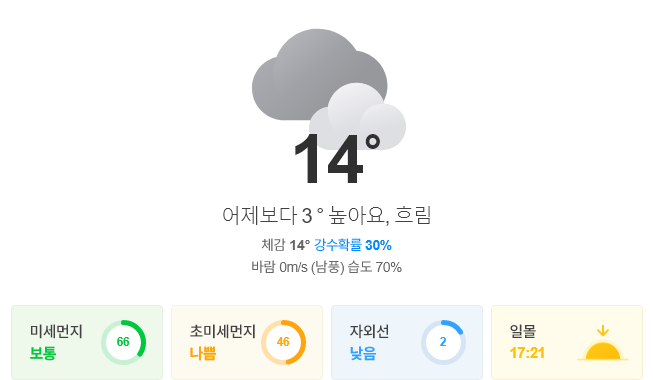 14°
어제보다 3° 높아요, 흐림
체감 14° 강수확률 30%
바람 0m/s (남풍) 습도 70%
미세먼지
보통
66
초미세먼지
나쁨
46
자외선
낮음
2
일몰
17:21